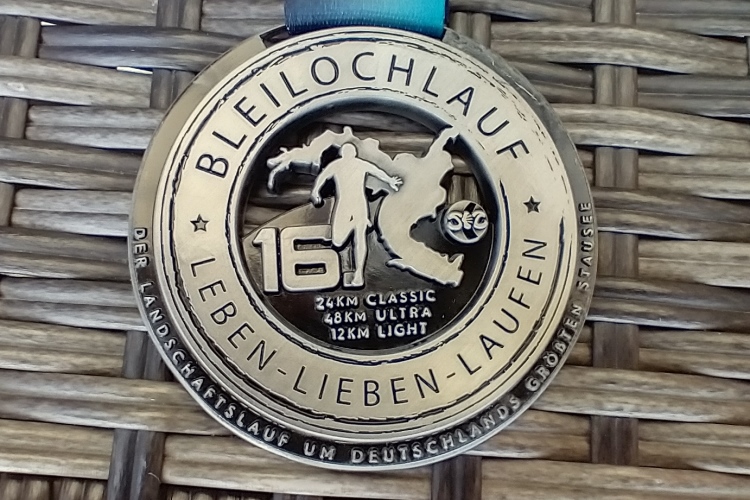 BLEILOCHLAUF
16.
24KM CLASSIC
48KM ULTRA
12KM LIGHT
LEBEN-LIEBEN-LAUFEN
DER LANDSCHAFTSLAUF UM DEUTSCHLANDS GRÖßTEN STAUSEE